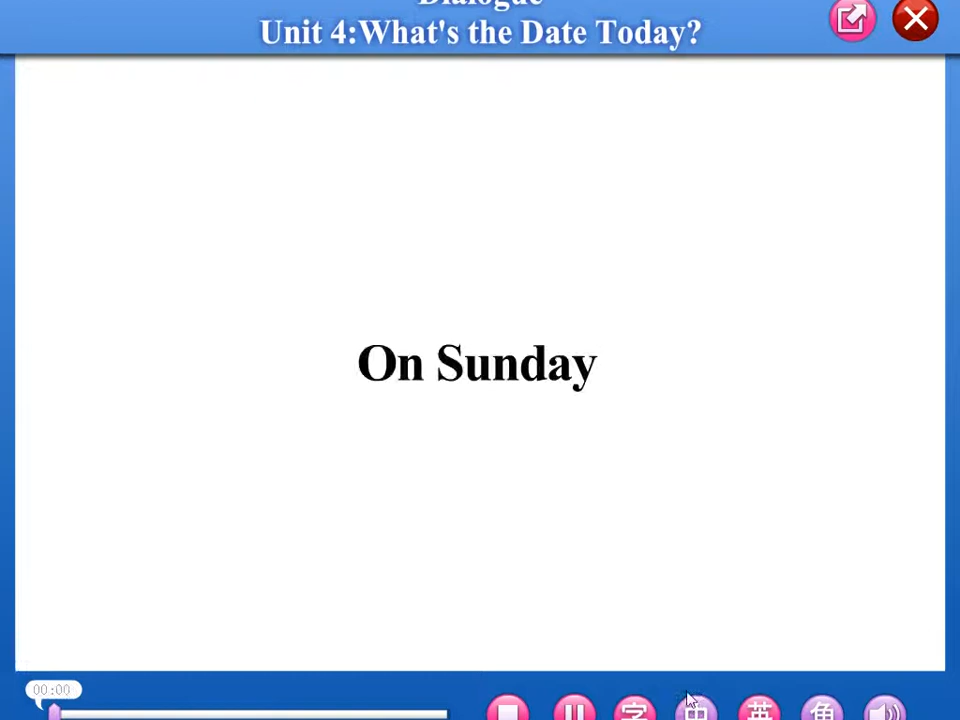 Dialogue
Unit 4:What's the Date Today?
On Sunday
00:00
字 中 英 角